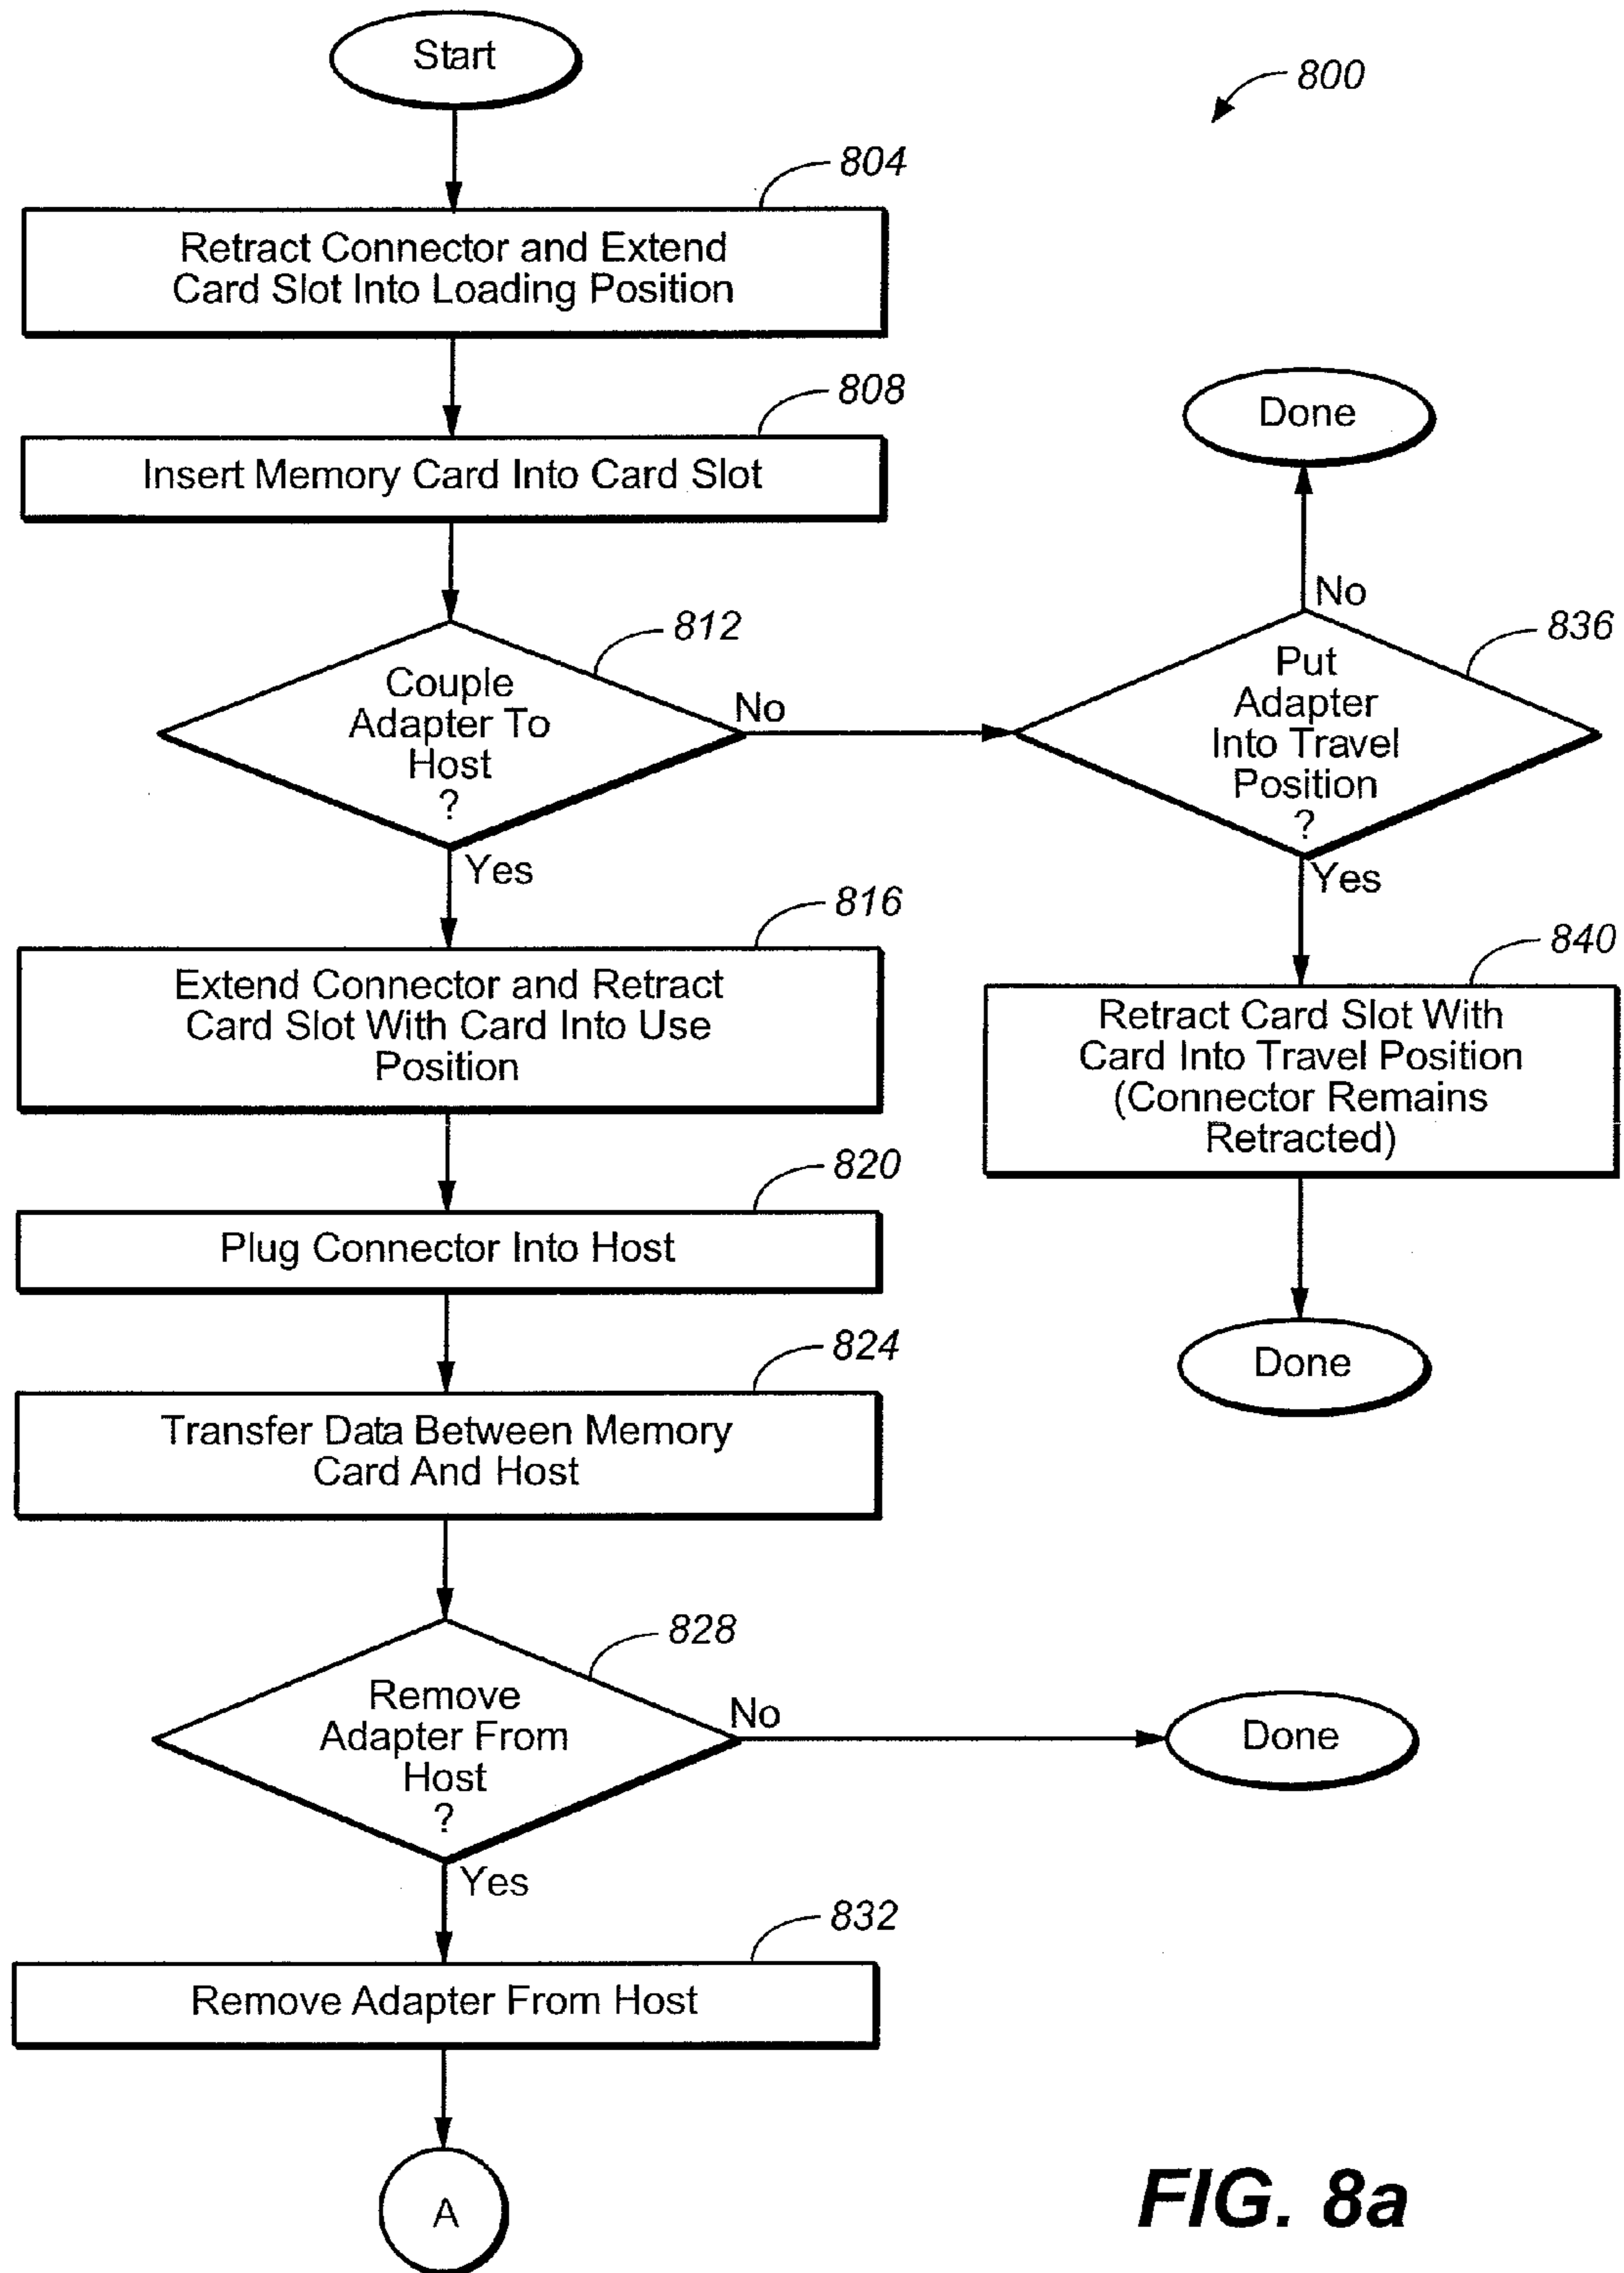 Start
800
804
Retract Connector and Extend
Card Slot Into Loading Position
808
Insert Memory Card Into Card Slot
Done
812
Couple
Adapter To
Host
?
No
Yes
836
Put
Adapter
Into Travel
Position
?
No
Yes
816
Extend Connector and Retract
Card Slot With Card Into Use
Position
840
Retract Card Slot With
Card Into Travel Position
(Connector Remains
Retracted)
820
Plug Connector Into Host
Done
824
Transfer Data Between Memory
Card And Host
828
Remove
Adapter From
Host
?
No
Done
Yes
832
Remove Adapter From Host
A
FIG. 8a